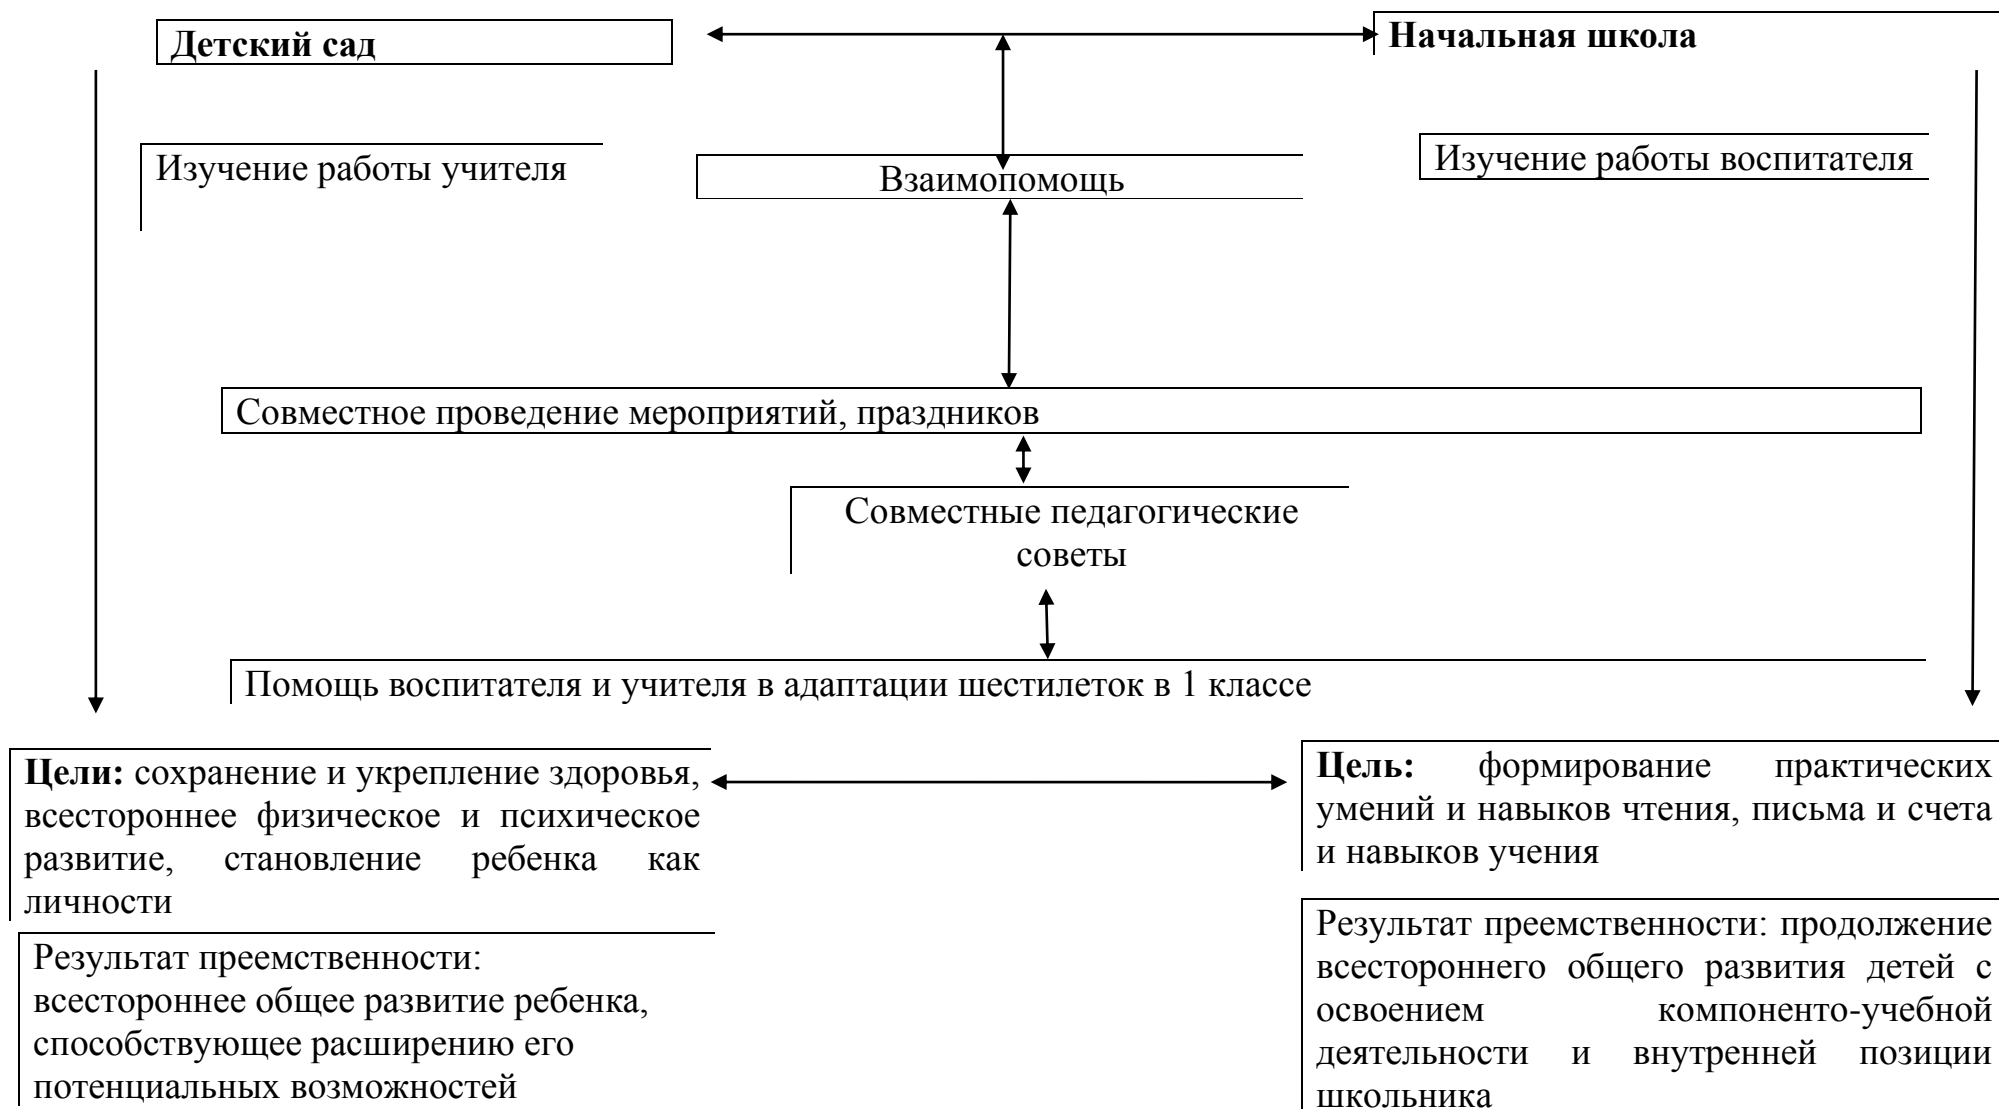 Детский сад
Начальная школа
Изучение работы учителя
Взаимопомощь
Изучение работы воспитателя
Совместное проведение мероприятий, праздников
Совместные педагогические
советы
Помощь воспитателя и учителя в адаптации шестилеток в 1 классе
Цели: сохранение и укрепление здоровья,
всестороннее физическое и психическое
развитие, становление ребенка как
личности
Цель: формирование практических
умений и навыков чтения, письма и счета
и навыков учения
Результат преемственности:
всестороннее общее развитие ребенка,
способствующее расширению его
потенциальных возможностей
Результат преемственности: продолжение
всестороннего общего развития детей с
освоением компоненто-учебной
деятельности и внутренней позиции
школьника